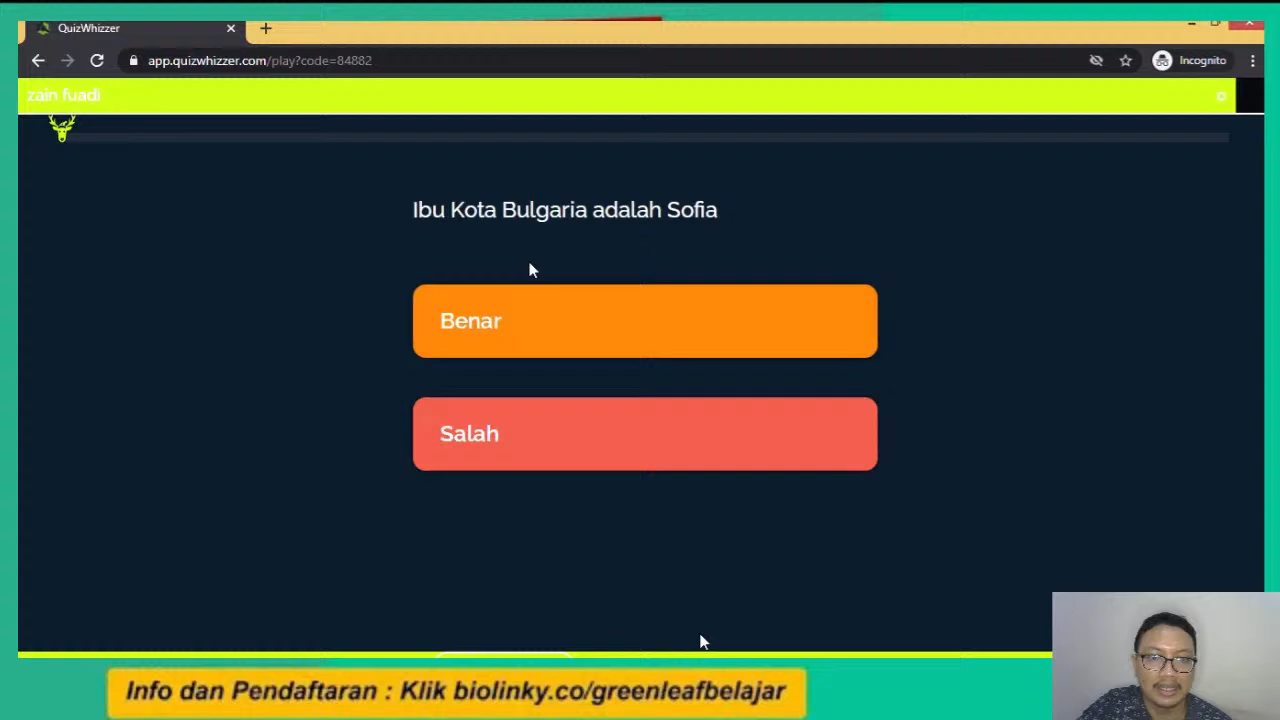 QuizWhizzer
app.quizwhizzer.com/play?code=84882
Incognito
zain fuadi
Ibu Kota Bulgaria adalah Sofia
Benar
Salah
Info dan Pendaftaran : Klik biolinky.co/greenleafbelajar